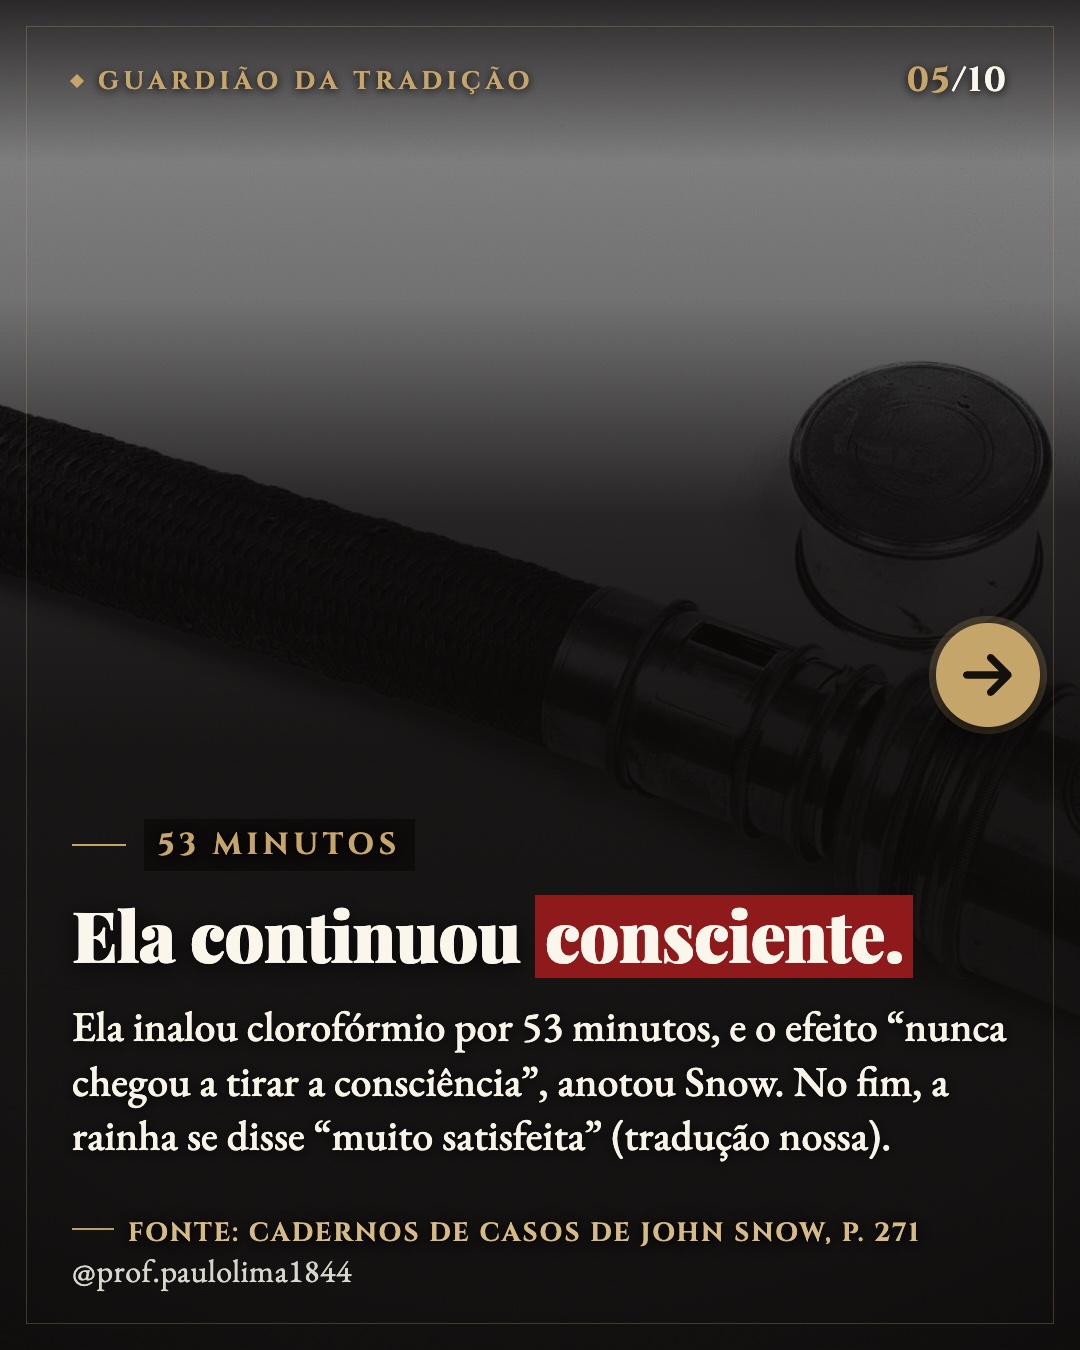 GUARDIÃO DA TRADIÇÃO
05/10
53 MINUTOS
Ela continuou consciente.
Ela inalou clorofórmio por 53 minutos, e o efeito “nunca
chegou a tirar a consciência”, anotou Snow. No fim, a
rainha se disse “muito satisfeita” (tradução nossa).
FONTE: CADERNOS DE CASOS DE JOHN SNOW, P. 271
@prof.paulolima1844